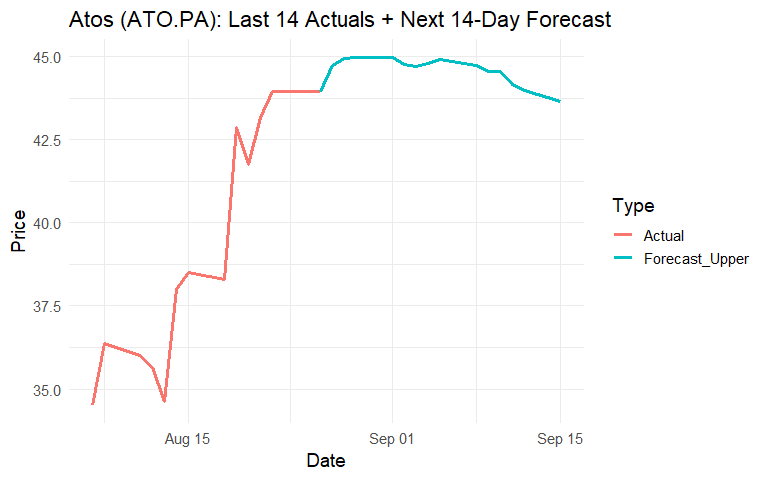 Atos (ATO.PA): Last 14 Actuals + Next 14-Day Forecast
45.0
42.5
40.0
37.5
35.0
Price
Aug 15
Sep 01
Sep 15
Date
Type
Actual
Forecast_Upper